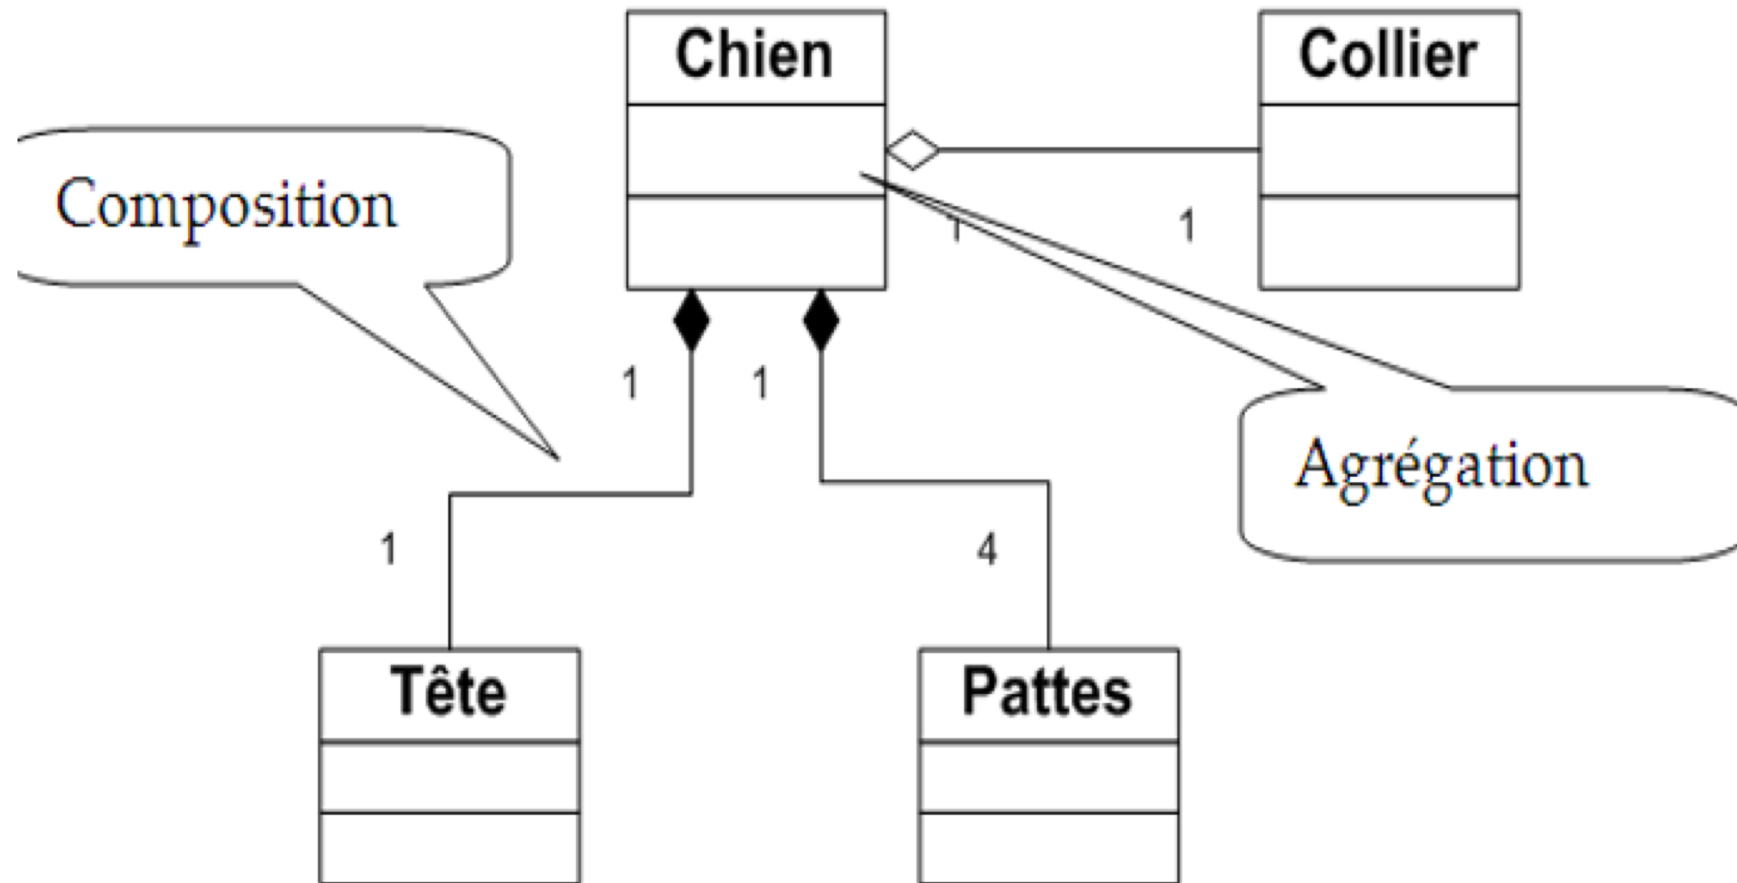 Chien
Collier
Composition
1
1
1
1
Agrégation
1
4
Tête
Pattes